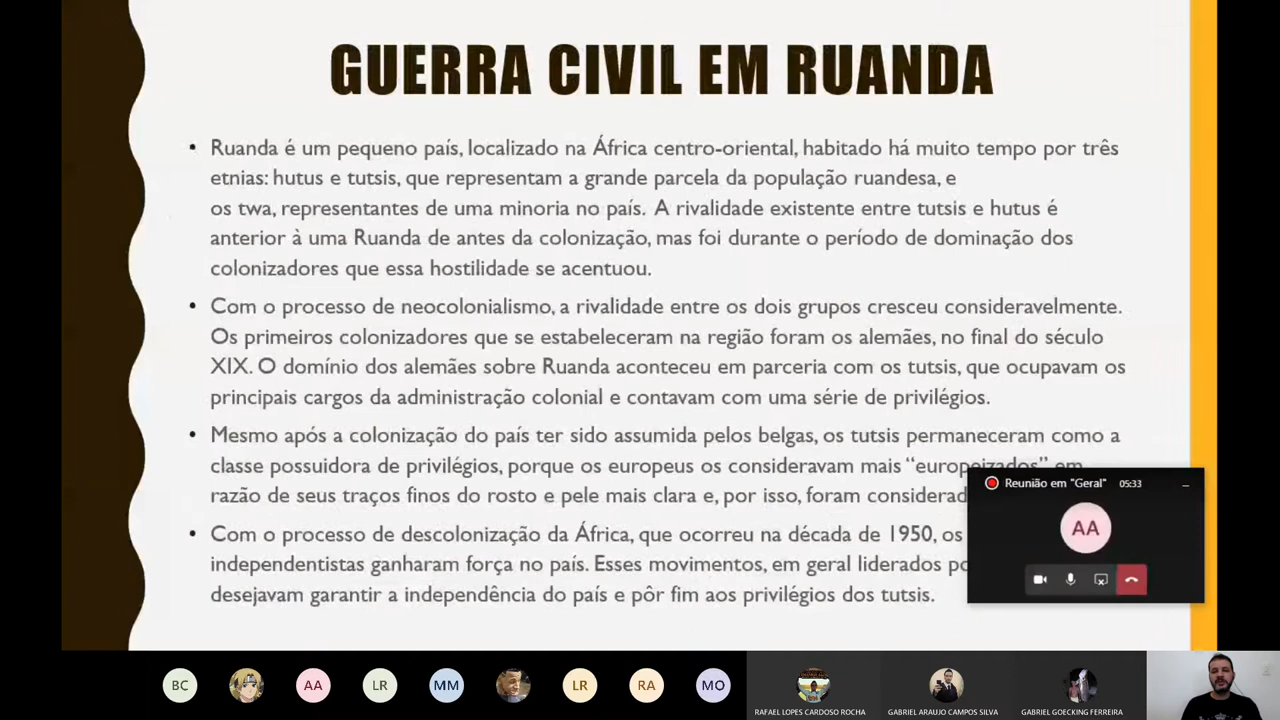 GUERRA CIVIL EM RUANDA
• Ruanda é um pequeno país, localizado na África centro-oriental, habitado há muito tempo por três
etnias: hutus e tutsis, que representam a grande parcela da população ruandesa, e
os twa, representantes de uma minoria no país. A rivalidade existente entre tutsis e hutus é
anterior à uma Ruanda de antes da colonização, mas foi durante o período de dominação dos
colonizadores que essa hostilidade se acentuou.
• Com o processo de neocolonialismo, a rivalidade entre os dois grupos cresceu consideravelmente.
Os primeiros colonizadores que se estabeleceram na região foram os alemães, no final do século
XIX. O domínio dos alemães sobre Ruanda aconteceu em parceria com os tutsis, que ocupavam os
principais cargos da administração colonial e contavam com uma série de privilégios.
• Mesmo após a colonização do país ter sido assumida pelos belgas, os tutsis permaneceram como a
classe possuidora de privilégios, porque os europeus os consideravam mais “europeizados” em
razão de seus traços finos do rosto e pele mais clara e, por isso, foram considerad
• Com o processo de descolonização da África, que ocorreu na década de 1950, os
independentistas ganharam força no país. Esses movimentos, em geral liderados po
desejavam garantir a independência do país e pôr fim aos privilégios dos tutsis.
Reunião em "Geral" 05:33
AA
BC AA LR MM LR RA MO
RAFAEL LOPES CARDOSO ROCHA GABRIEL ARAUJO CAMPOS SILVA GABRIEL GOECKING FERREIRA